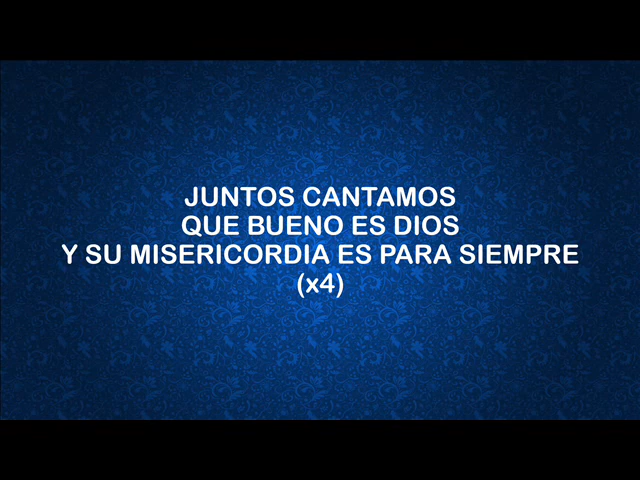 JUNTOS CANTAMOS
QUE BUENO ES DIOS
Y SU MISERICORDIA ES PARA SIEMPRE
(x4)